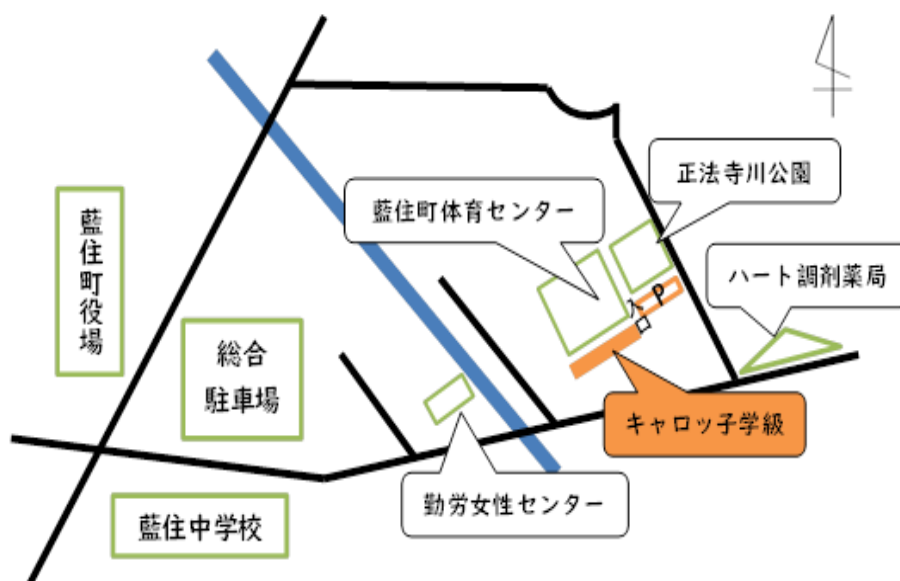 正法寺川公園
藍住町体育センター
藍住町役場
ハート調剤薬局
P
入
口
総合
駐車場
キャロッ子学級
勤労女性センター
藍住中学校